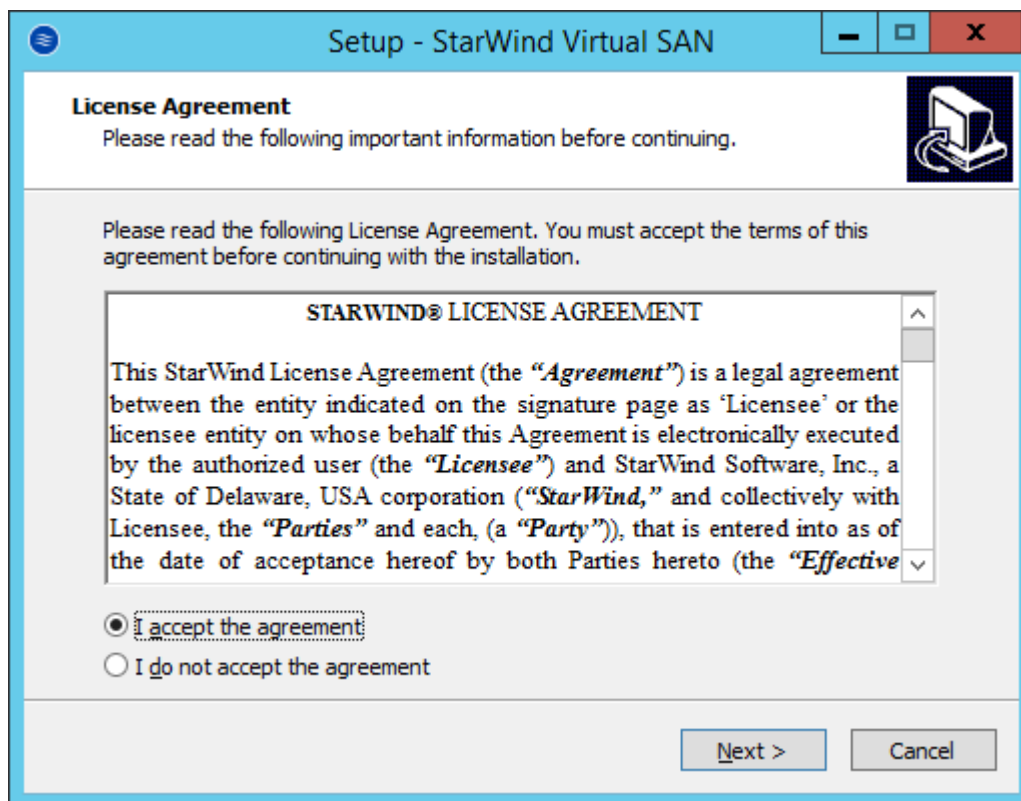 Setup - StarWind Virtual SAN
License Agreement
Please read the following important information before continuing.
Please read the following License Agreement. You must accept the terms of this
agreement before continuing with the installation.
STARWIND® LICENSE AGREEMENT
This StarWind License Agreement (the “Agreement”) is a legal agreement
between the entity indicated on the signature page as ‘Licensee’ or the
licensee entity on whose behalf this Agreement is electronically executed
by the authorized user (the “Licensee”) and StarWind Software, Inc., a
State of Delaware, USA corporation (“StarWind,” and collectively with
Licensee, the “Parties” and each, (a “Party”)), that is entered into as of
the date of acceptance hereof by both Parties hereto (the “Effective
I accept the agreement
I do not accept the agreement
Next >
Cancel